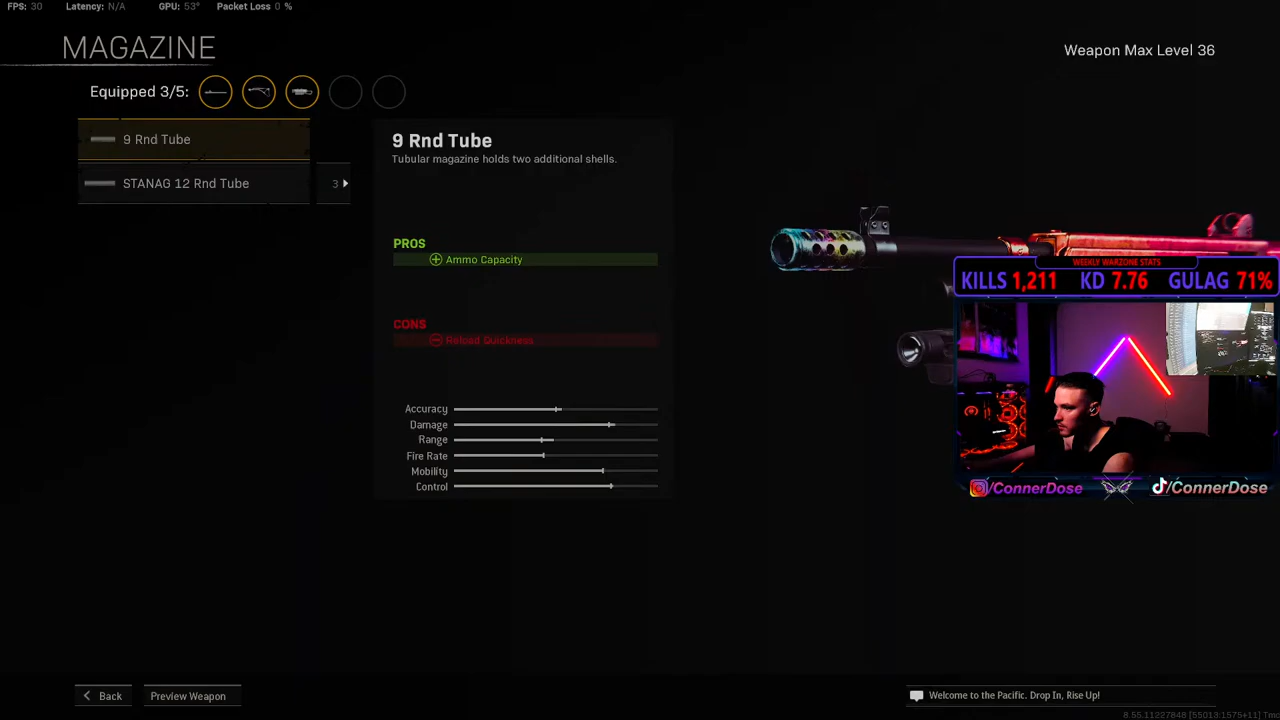 FPS: 30 Latency: N/A GPU: 53° Packet Loss 0 %
MAGAZINE
Weapon Max Level 36
Equipped 3/5:
9 Rnd Tube
STANAG 12 Rnd Tube 3
9 Rnd Tube
Tubular magazine holds two additional shells.
PROS
Ammo Capacity
CONS
Reload Quickness
Accuracy
Damage
Range
Fire Rate
Mobility
Control
WEEKLY WARZONE STATS
KILLS 1,211 KD 7.76 GULAG 71%
/ConnerDose /ConnerDose
Back Preview Weapon
Welcome to the Pacific. Drop In, Rise Up!